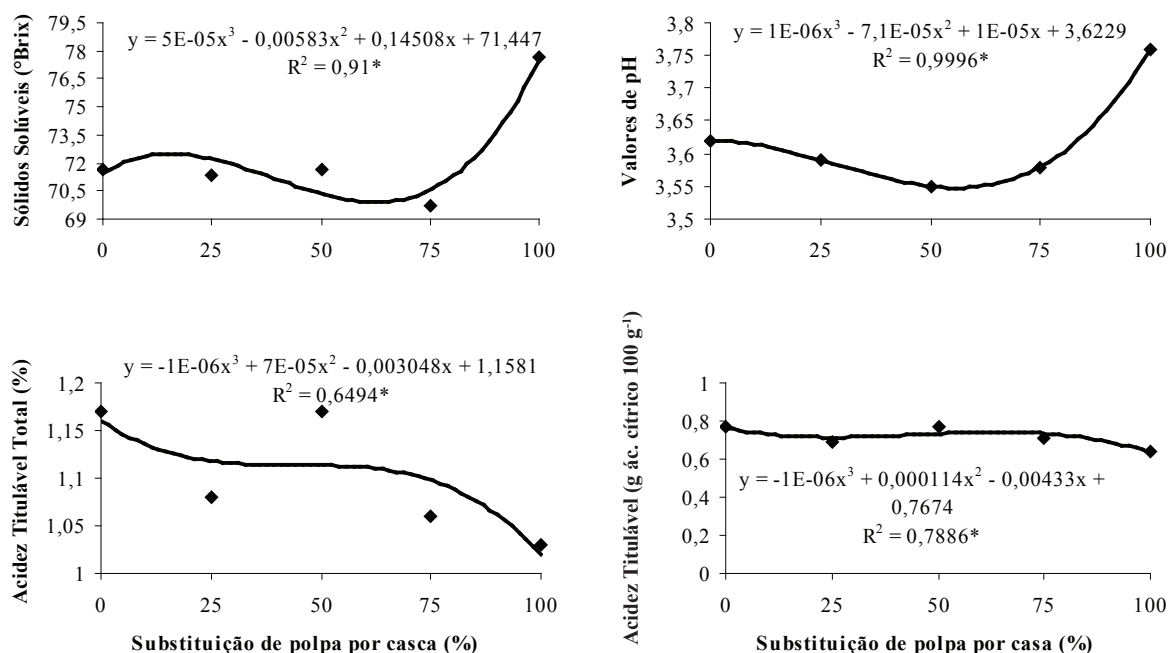 Sólidos Solúveis (ºBrix)
79,5
78
76,5
75
73,5
72
70,5
69
y = 5E-05x³ - 0,00583x² + 0,14508x + 71,447
R² = 0,91*
0 25 50 75 100
Valores de pH
3,8
3,75
3,7
3,65
3,6
3,55
3,5
y = 1E-06x³ - 7,1E-05x² + 1E-05x + 3,6229
R² = 0,9996*
0 25 50 75 100
Acidez Titulável Total (%)
1,2
1,15
1,1
1,05
1
y = -1E-06x³ + 7E-05x² - 0,003048x + 1,1581
R² = 0,6494*
0 25 50 75 100
Substituição de polpa por casca (%)
Acidez Titulável (g ác. cítrico 100 g⁻¹)
1
0,8
0,6
0,4
0,2
0
y = -1E-06x³ + 0,000114x² - 0,00433x +
0,7674
R² = 0,7886*
0 25 50 75 100
Substituição de polpa por casa (%)